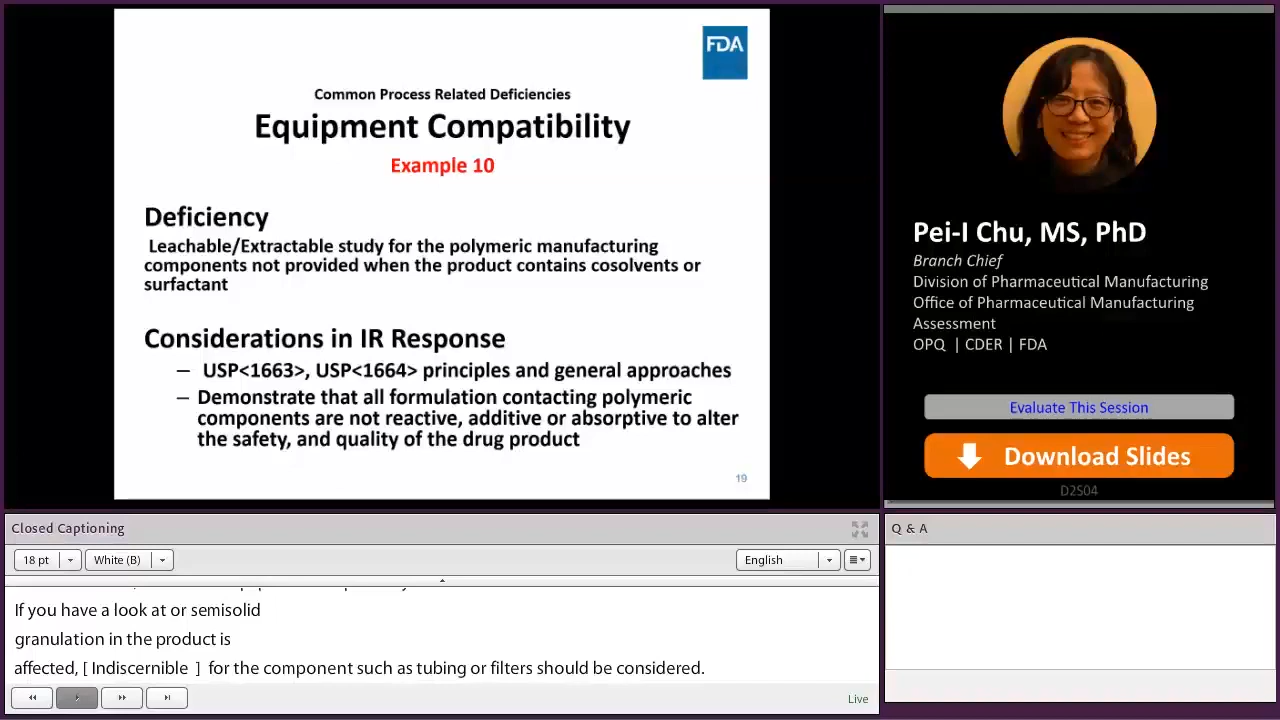 FDA
Common Process Related Deficiencies
Equipment Compatibility
Example 10
Deficiency
Leachable/Extractable study for the polymeric manufacturing
components not provided when the product contains cosolvents or
surfactant
Considerations in IR Response
– USP<1663>, USP<1664> principles and general approaches
– Demonstrate that all formulation contacting polymeric
components are not reactive, additive or absorptive to alter
the safety, and quality of the drug product
19
Pei-I Chu, MS, PhD
Branch Chief
Division of Pharmaceutical Manufacturing
Office of Pharmaceutical Manufacturing
Assessment
OPQ | CDER | FDA
Evaluate This Session
Download Slides
D2S04
Closed Captioning
18 pt
White (B)
English
If you have a look at or semisolid
granulation in the product is
affected, [ Indiscernible ] for the component such as tubing or filters should be considered.
Live
Q & A